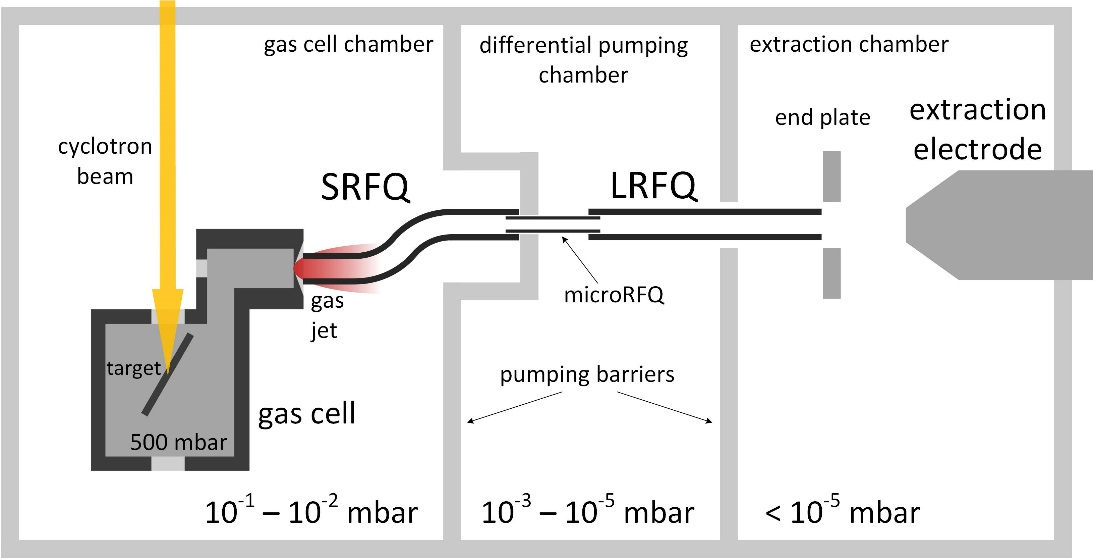 gas cell chamber
differential pumping
chamber
extraction chamber
cyclotron
beam
SRFQ
LRFQ
end plate
extraction
electrode
gas
jet
microRFQ
target
pumping barriers
gas cell
500 mbar
10⁻¹ – 10⁻² mbar
10⁻³ – 10⁻⁵ mbar
< 10⁻⁵ mbar